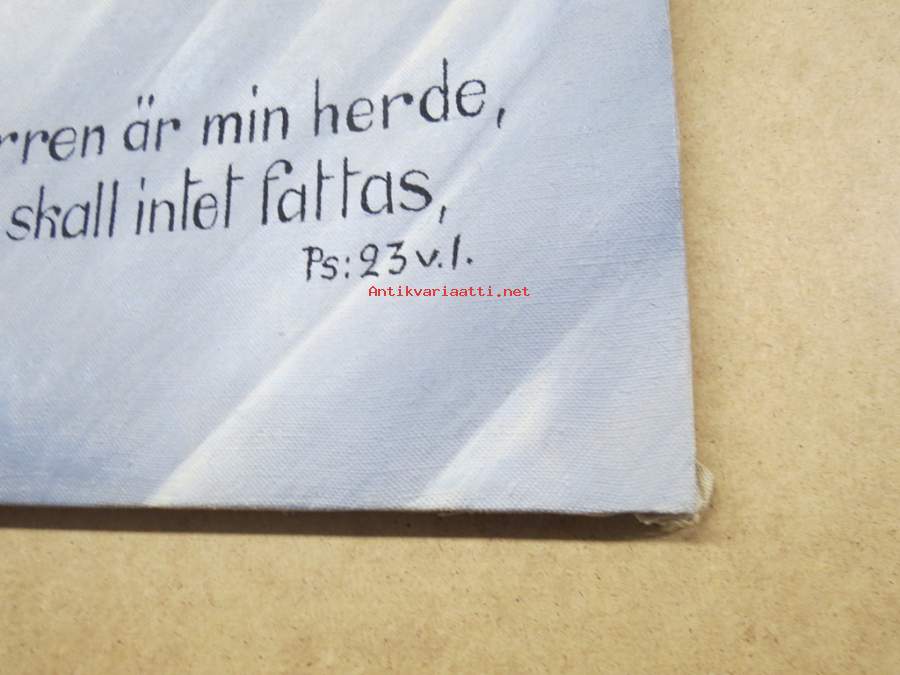 rren är min herde,
skall intet fattas,
Ps: 23 v. 1.
Antikvariaatti.net